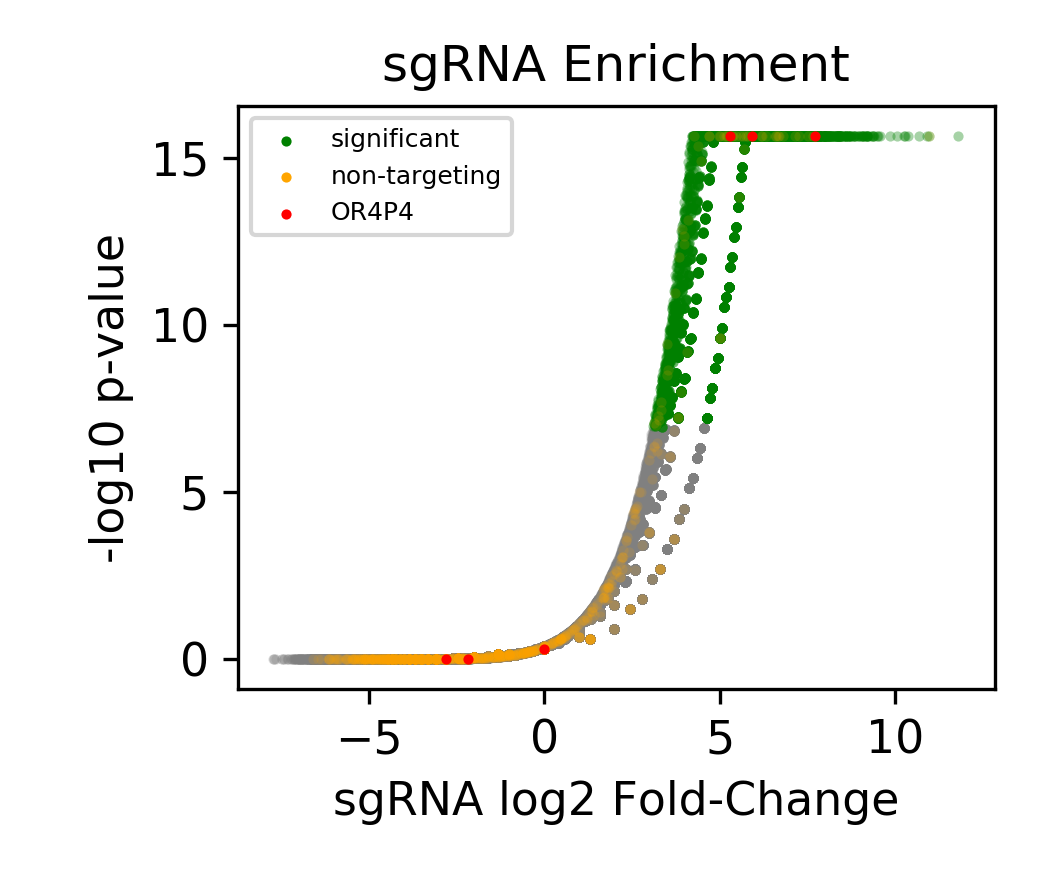 sgRNA Enrichment
significant
non-targeting
OR4P4
-log10 p-value
15
10
5
0
−5 0 5 10
sgRNA log2 Fold-Change